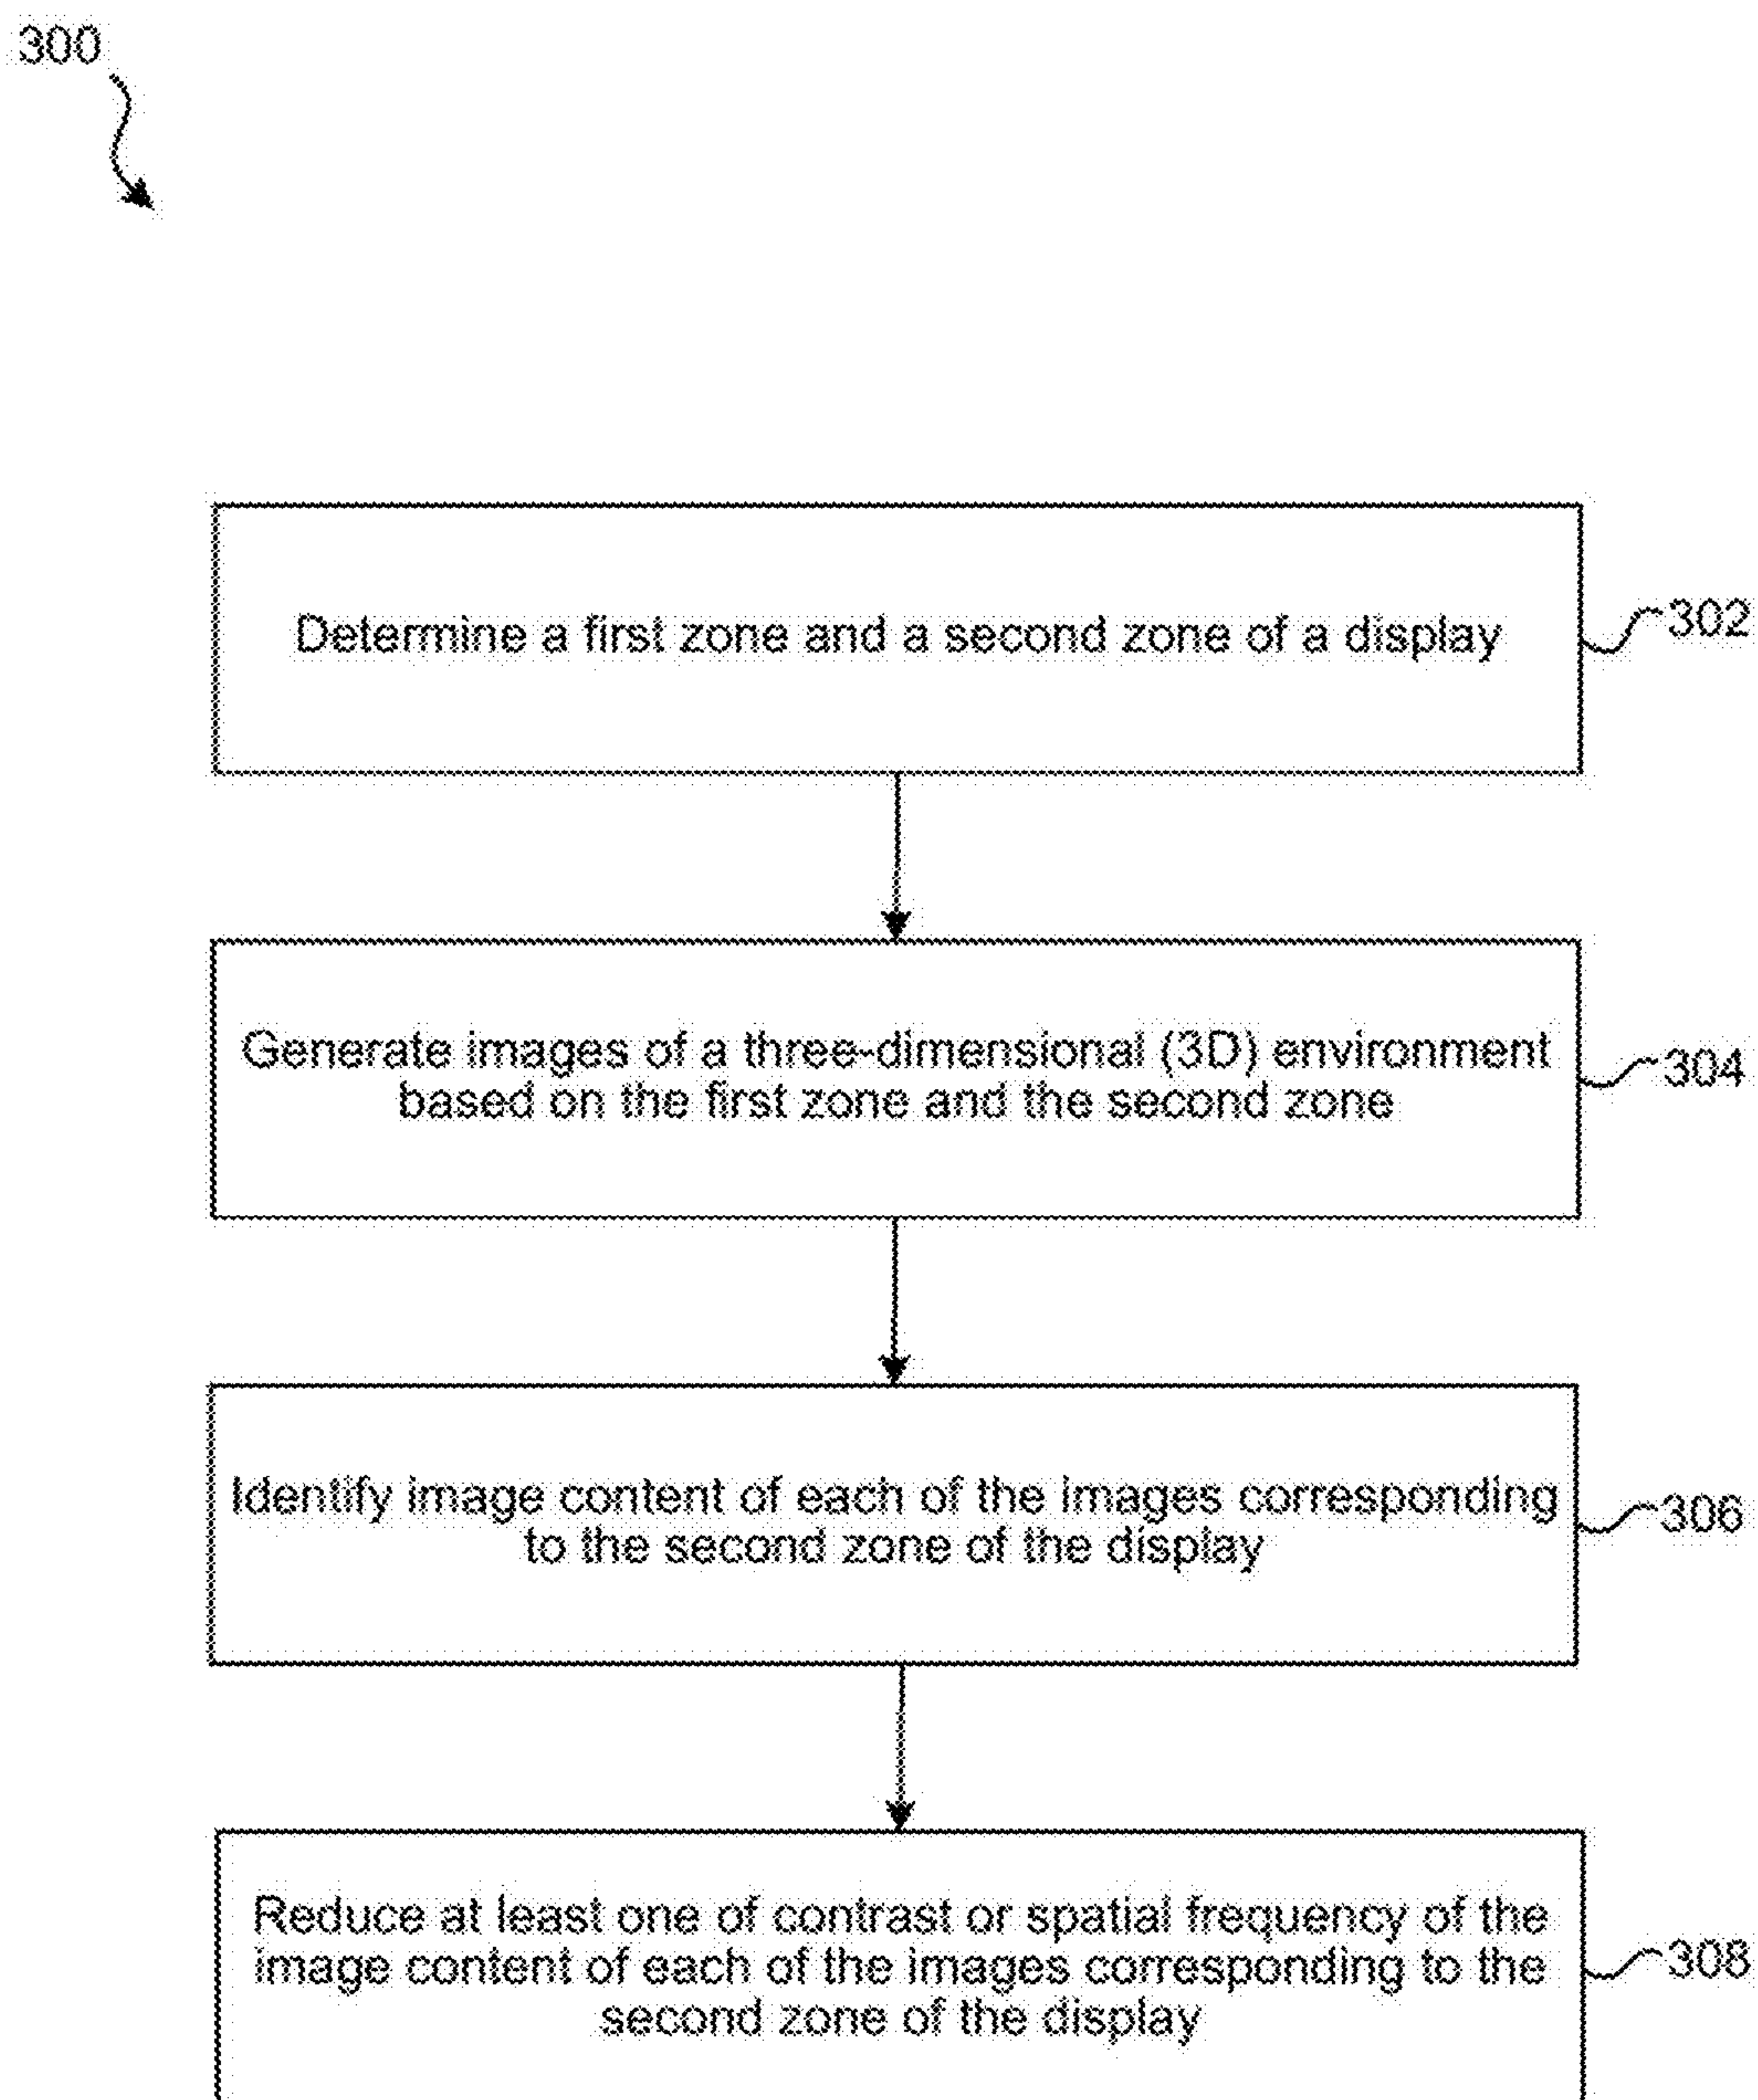 300
Determine a first zone and a second zone of a display
302
Generate images of a three-dimensional (3D) environment
based on the first zone and the second zone
304
Identify image content of each of the images corresponding
to the second zone of the display
306
Reduce at least one of contrast or spatial frequency of the
image content of each of the images corresponding to the
second zone of the display
308